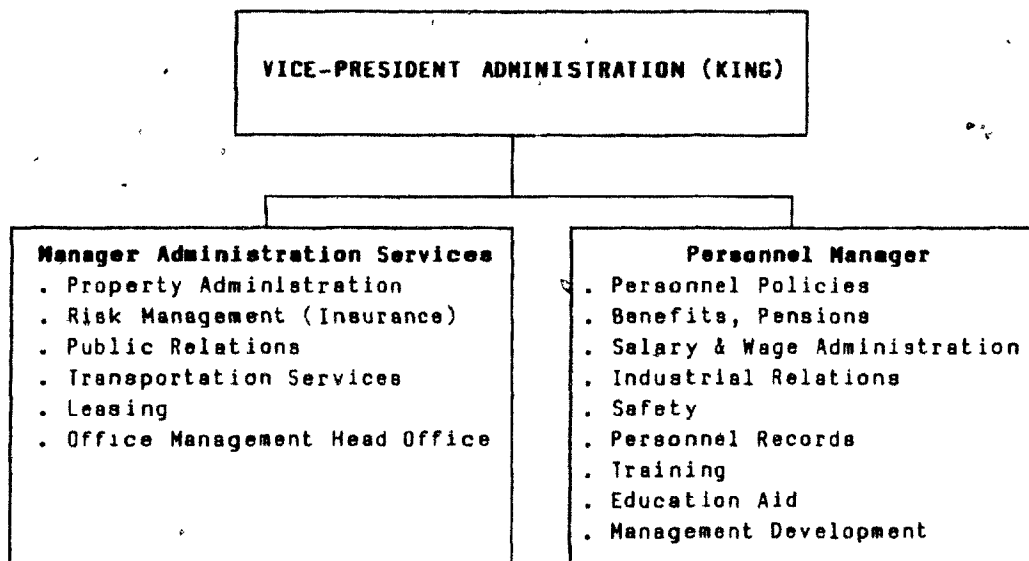 VICE-PRESIDENT ADMINISTRATION (KING)
Manager Administration Services
. Property Administration
. Risk Management (Insurance)
. Public Relations
. Transportation Services
. Leasing
. Office Management Head Office
Personnel Manager
. Personnel Policies
. Benefits, Pensions
. Salary & Wage Administration
. Industrial Relations
. Safety
. Personnel Records
. Training
. Education Aid
. Management Development